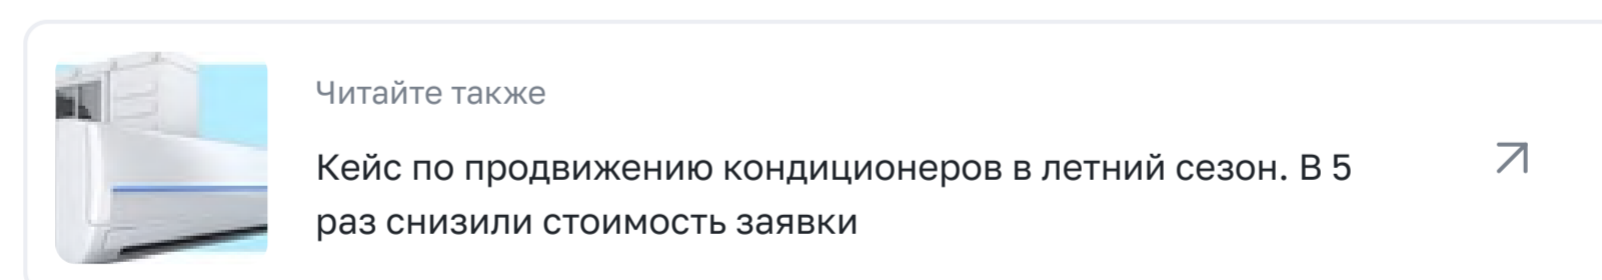 Читайте также
Кейс по продвижению кондиционеров в летний сезон. В 5
раз снизили стоимость заявки